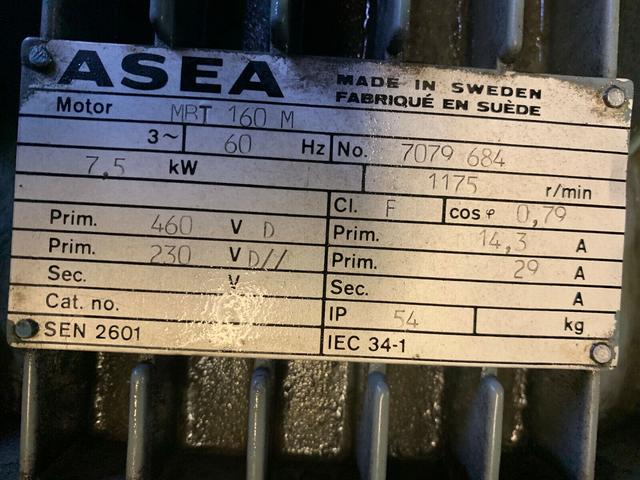 ASEA
MADE IN SWEDEN
FABRIQUÉ EN SUÈDE
Motor MBT 160 M
3~ 60 Hz No. 7079 684
7,5 kW 1175 r/min
Cl. F cos φ 0,79
Prim. 460 V D Prim. 14,3 A
Prim. 230 V D// Prim. 29 A
Sec. V Sec. A
Cat. no. IP 54 kg
SEN 2601 IEC 34-1